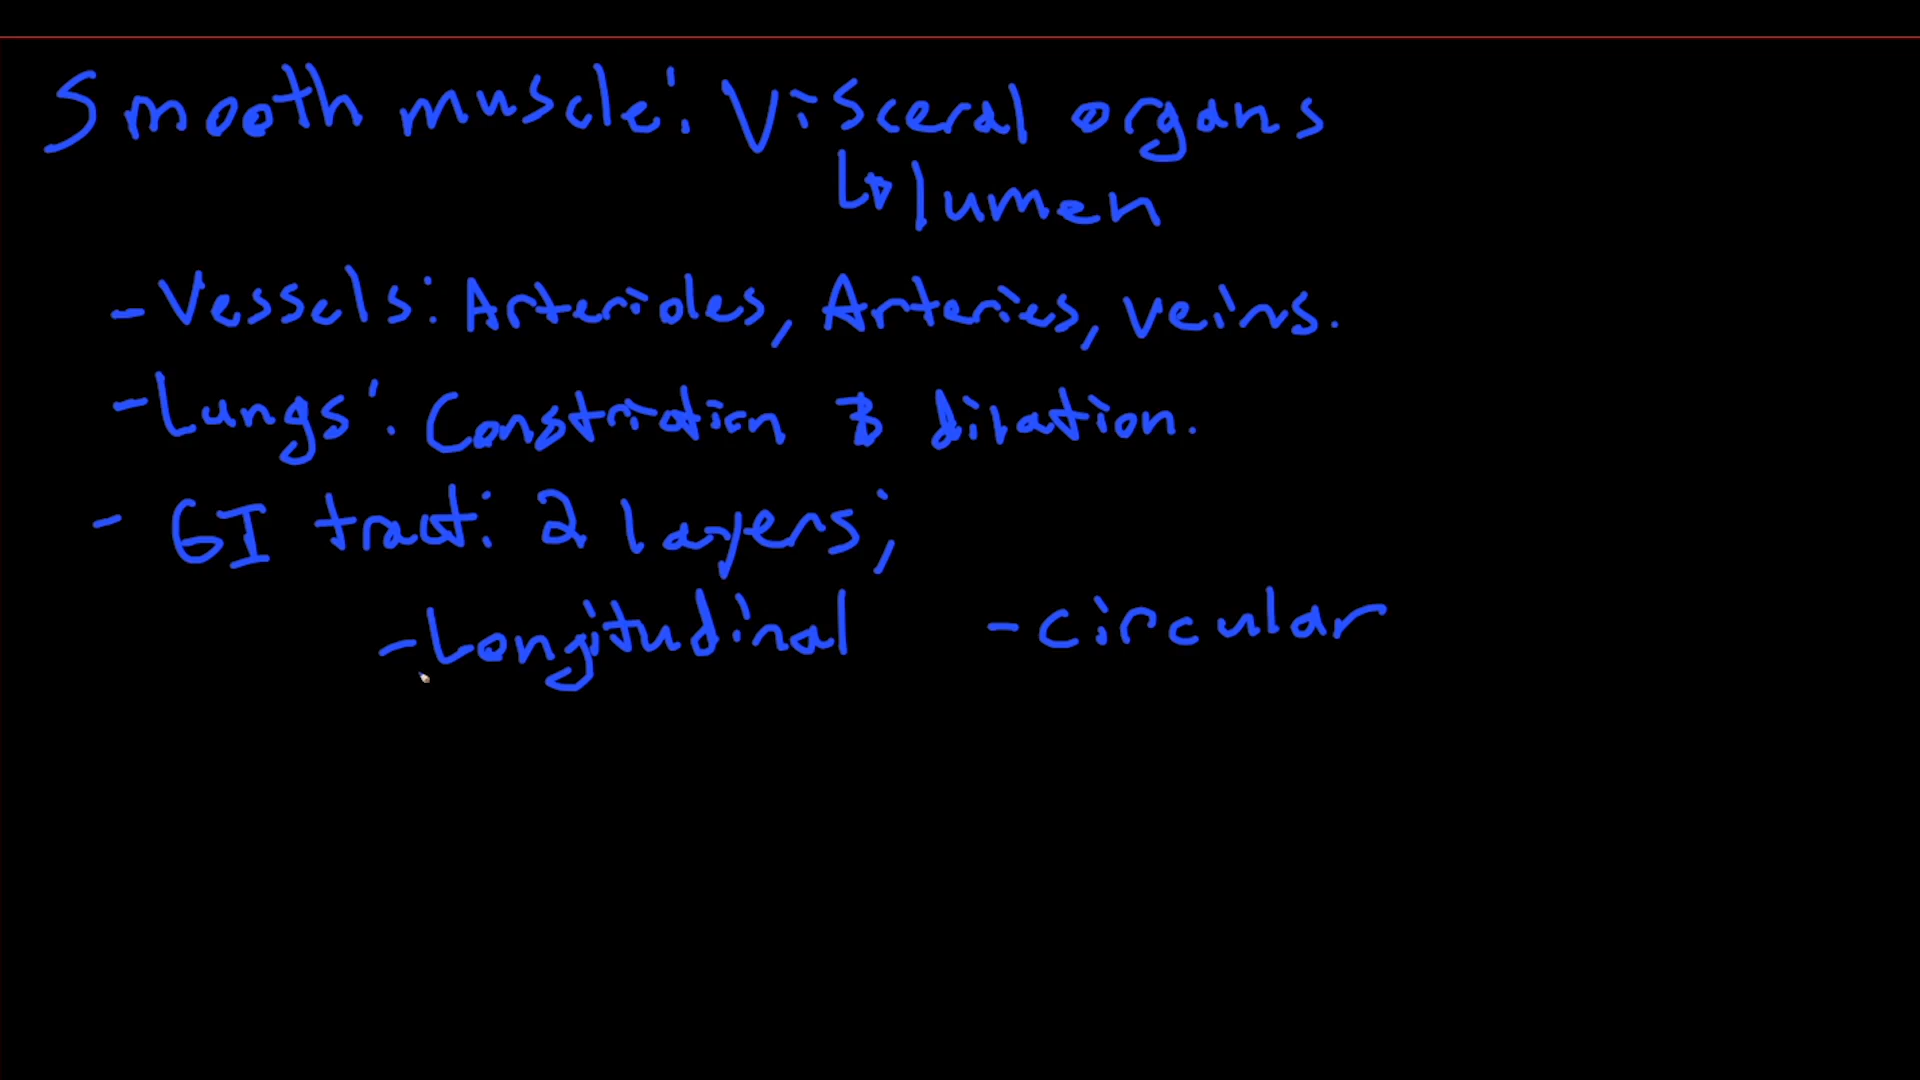 Smooth muscle: Visceral organs
↳ lumen
- Vessels: Arterioles, Arteries, veins.
- Lungs: Constriction & dilation.
- GI tract: 2 layers;
- Longitudinal - circular